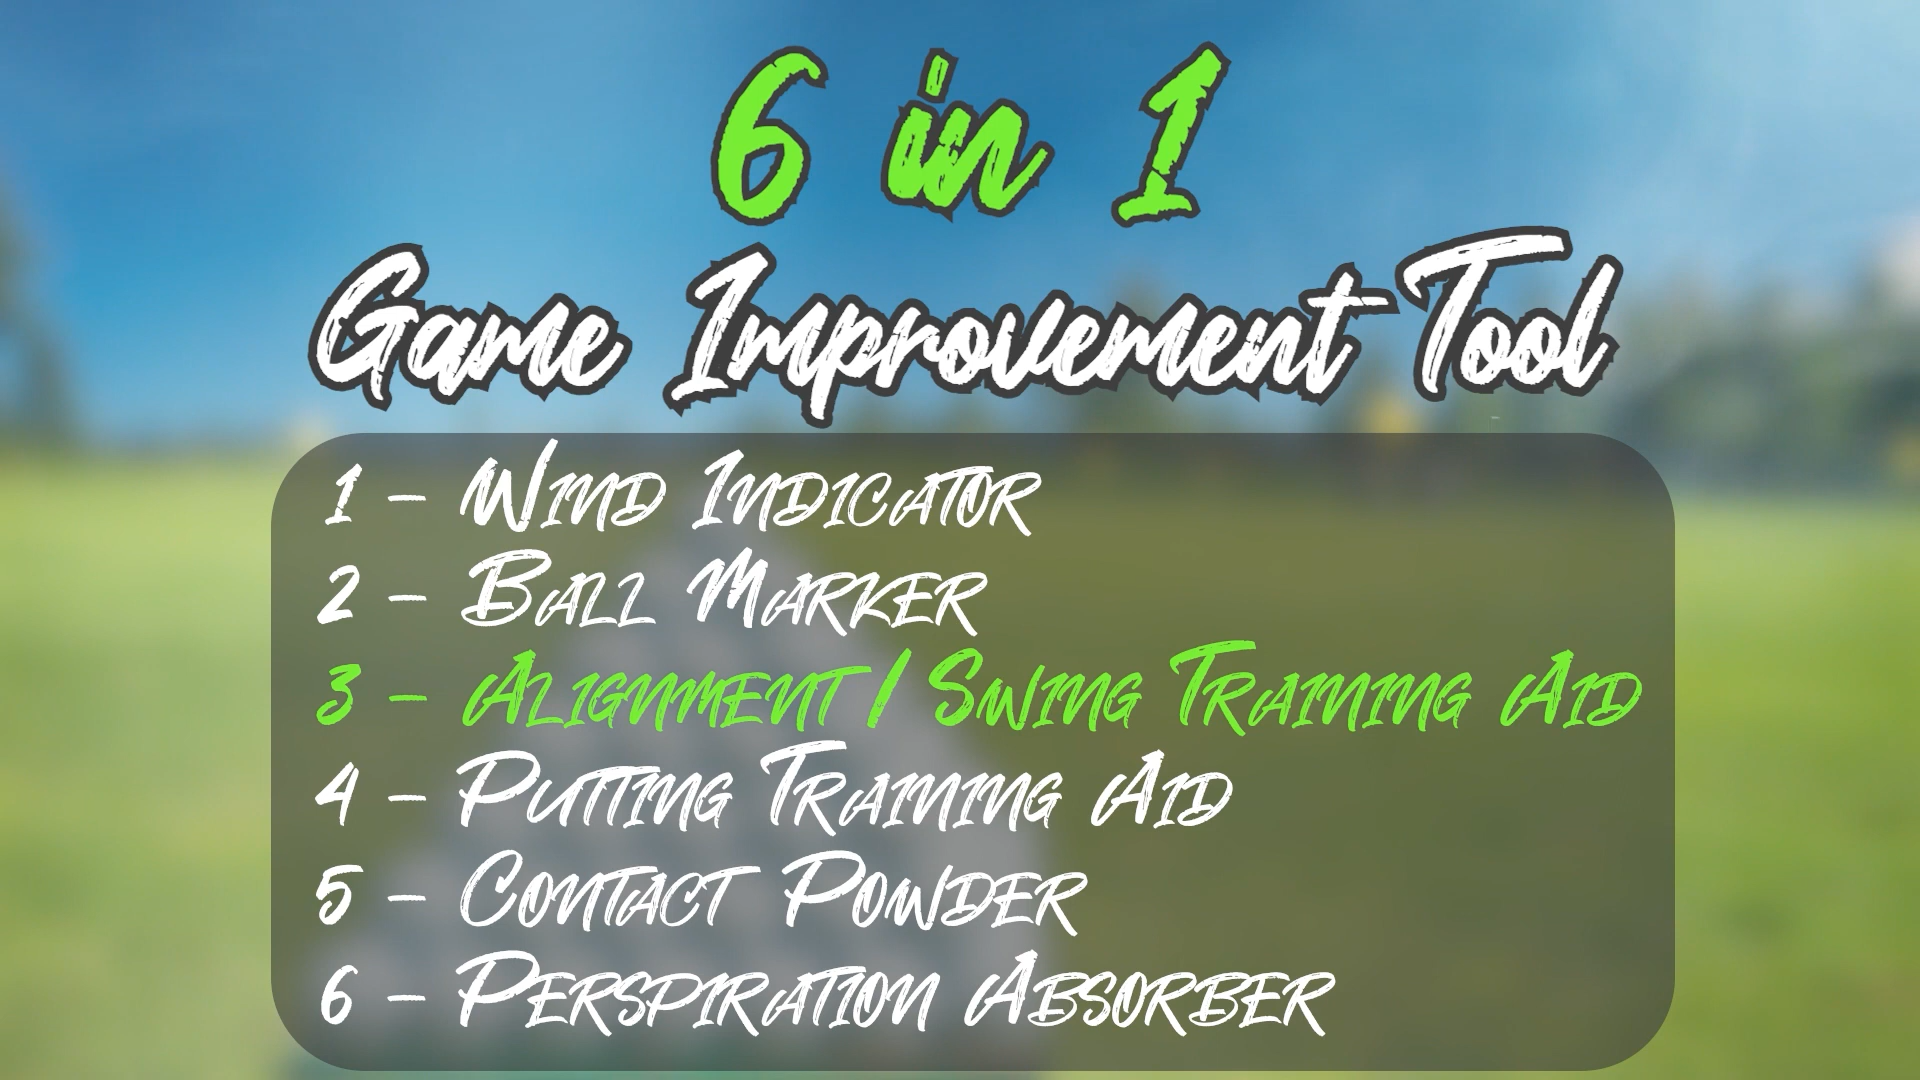 6 in 1
Game Improvement Tool
1 - Wind Indicator
2 - Ball Marker
3 - Alignment / Swing Training Aid
4 - Putting Training Aid
5 - Contact Powder
6 - Perspiration Absorber